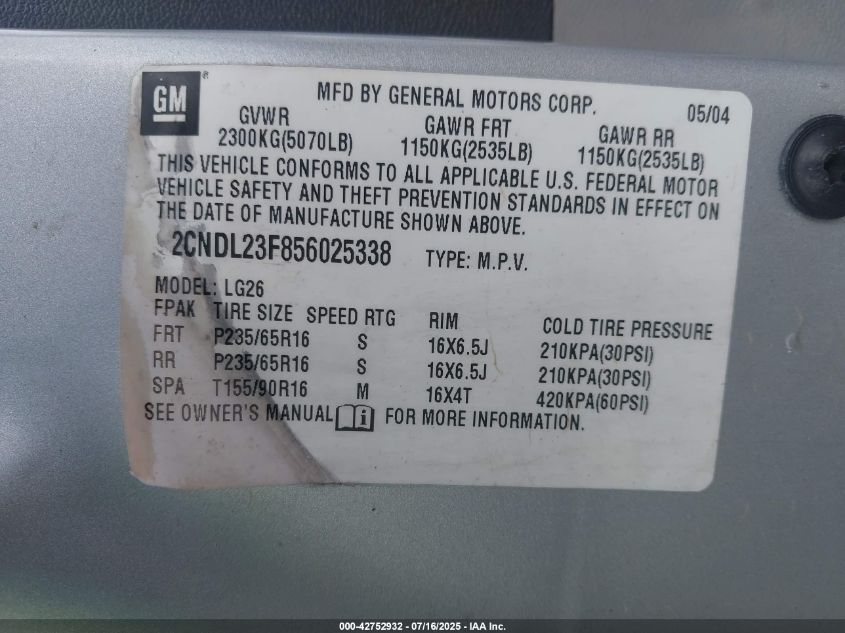 GM ®
MFD BY GENERAL MOTORS CORP. 05/04
GVWR GAWR FRT GAWR RR
2300KG(5070LB) 1150KG(2535LB) 1150KG(2535LB)
THIS VEHICLE CONFORMS TO ALL APPLICABLE U.S. FEDERAL MOTOR
VEHICLE SAFETY AND THEFT PREVENTION STANDARDS IN EFFECT ON
THE DATE OF MANUFACTURE SHOWN ABOVE.
2CNDL23F856025338 TYPE: M.P.V.
MODEL: LG26
FPAK TIRE SIZE SPEED RTG RIM COLD TIRE PRESSURE
FRT P235/65R16 S 16X6.5J 210KPA(30PSI)
RR P235/65R16 S 16X6.5J 210KPA(30PSI)
SPA T155/90R16 M 16X4T 420KPA(60PSI)
SEE OWNER'S MANUAL i FOR MORE INFORMATION.
000-42752932 - 07/16/2025 - IAA Inc.